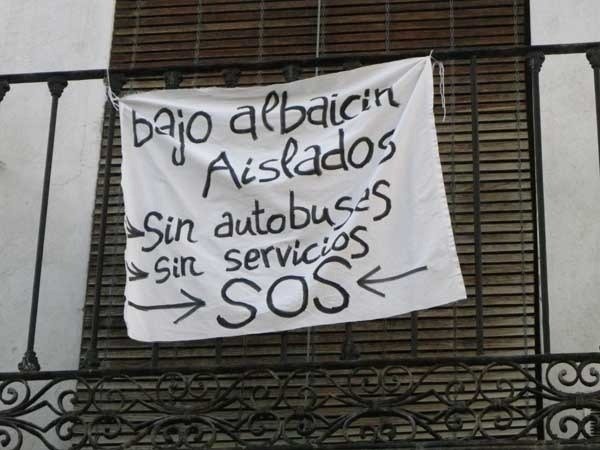 bajo albaicin
Aislados
→ Sin autobuses
→ sin servicios
→ SOS ←